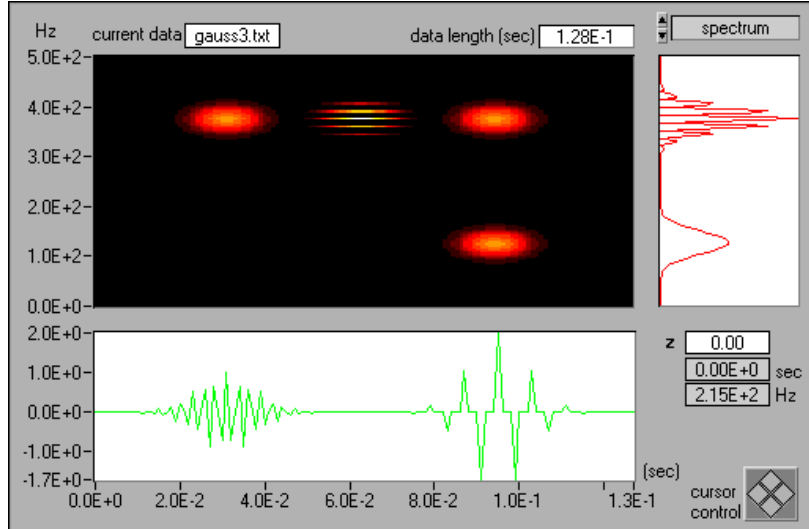 Hz current data gauss3.txt data length (sec) 1.28E-1 spectrum
5.0E+2
4.0E+2
3.0E+2
2.0E+2
1.0E+2
0.0E+0
2.0E+0
1.0E+0
0.0E+0
-1.0E+0
-1.7E+0
0.0E+0 2.0E-2 4.0E-2 6.0E-2 8.0E-2 1.0E-1 1.3E-1
(sec)
z 0.00
0.00E+0 sec
2.15E+2 Hz
cursor
control